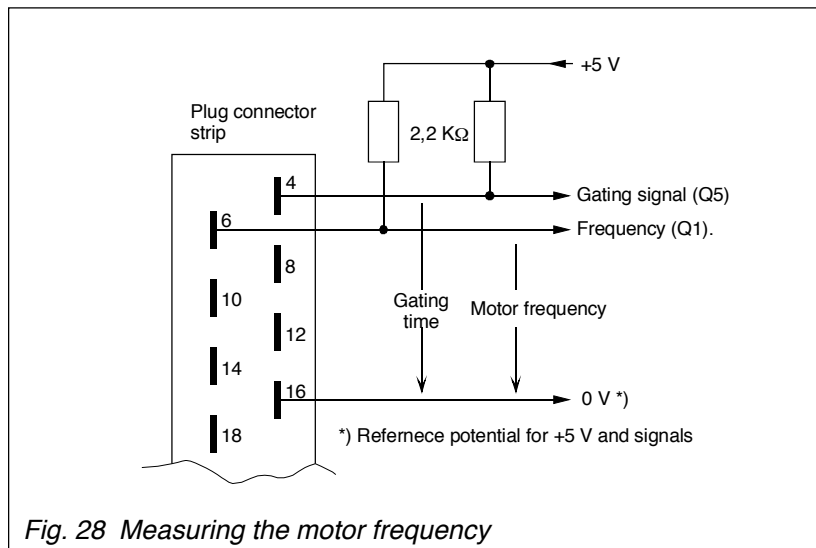 +5 V
Plug connector
strip
2,2 KΩ
4
Gating signal (Q5)
6
Frequency (Q1).
8
10
Gating
time
Motor frequency
12
14
16
0 V *)
18
*) Refernece potential for +5 V and signals
Fig. 28 Measuring the motor frequency